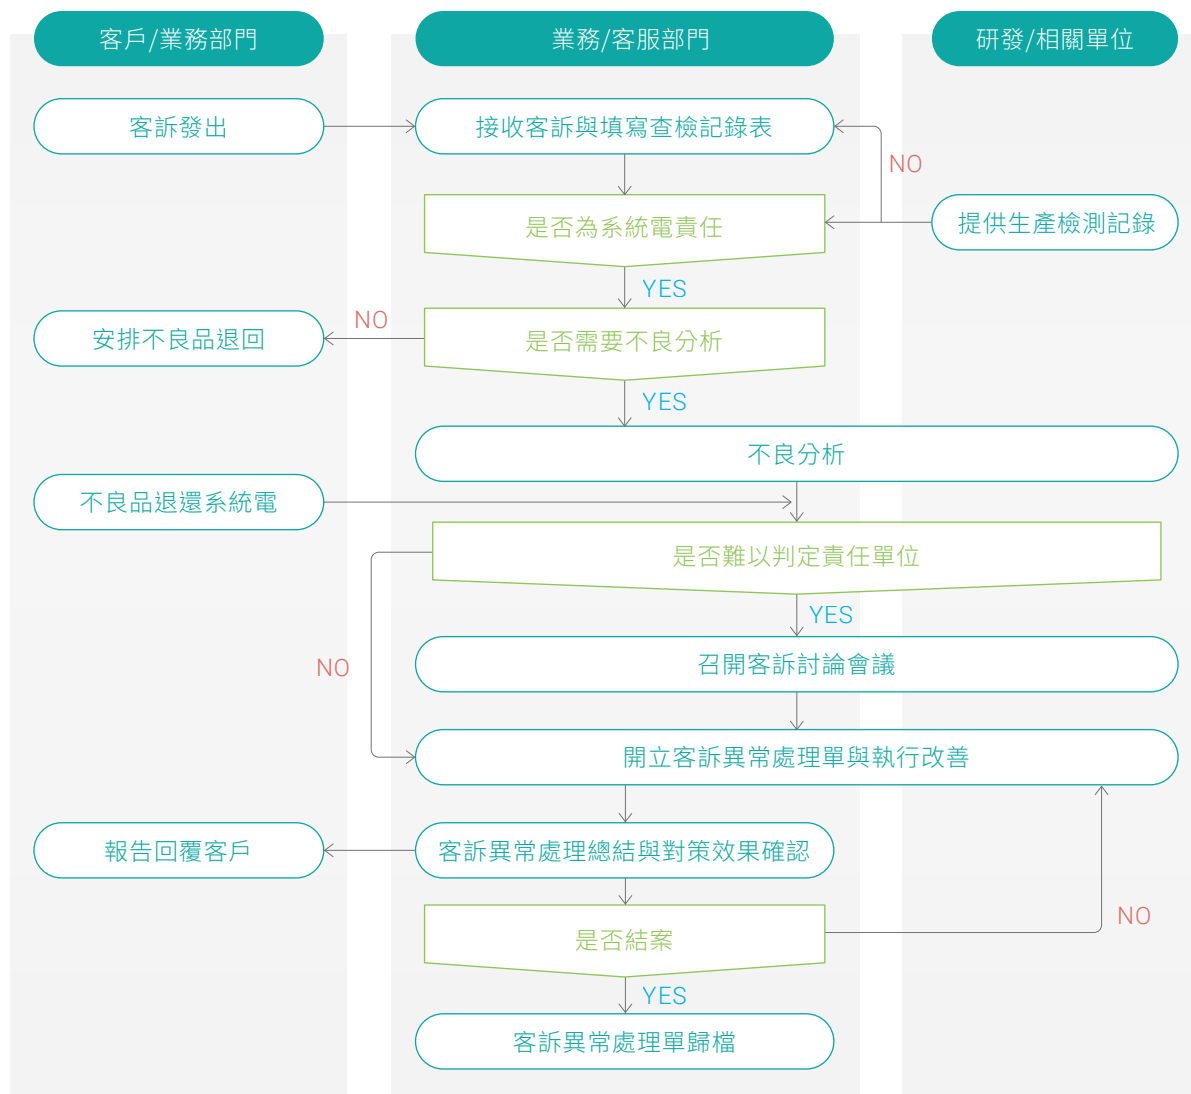 客戶/業務部門
業務/客服部門
研發/相關單位
客訴發出
接收客訴與填寫查檢記錄表
NO
是否為系統電責任
提供生產檢測記錄
YES
安排不良品退回
NO
是否需要不良分析
YES
不良分析
不良品退還系統電
是否難以判定責任單位
YES
NO
召開客訴討論會議
開立客訴異常處理單與執行改善
報告回覆客戶
客訴異常處理總結與對策效果確認
NO
是否結案
YES
客訴異常處理單歸檔